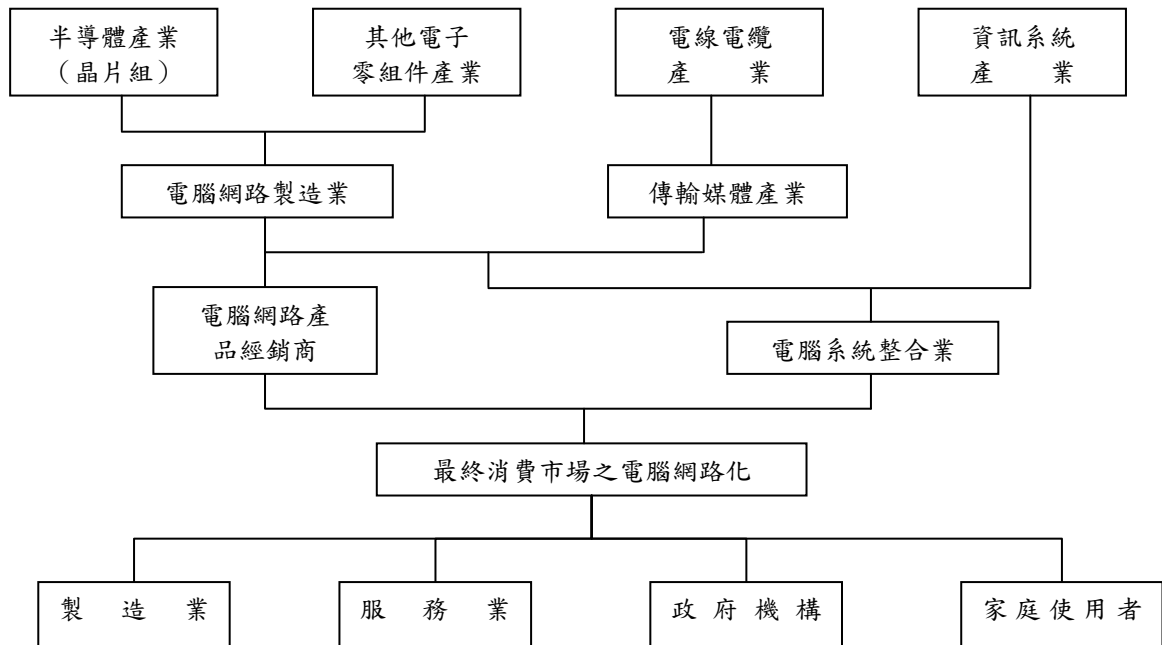 半導體產業
（晶片組）
其他電子
零組件產業
電線電纜
產業
資訊系統
產業
電腦網路製造業
傳輸媒體產業
電腦網路產
品經銷商
電腦系統整合業
最終消費市場之電腦網路化
製造業
服務業
政府機構
家庭使用者